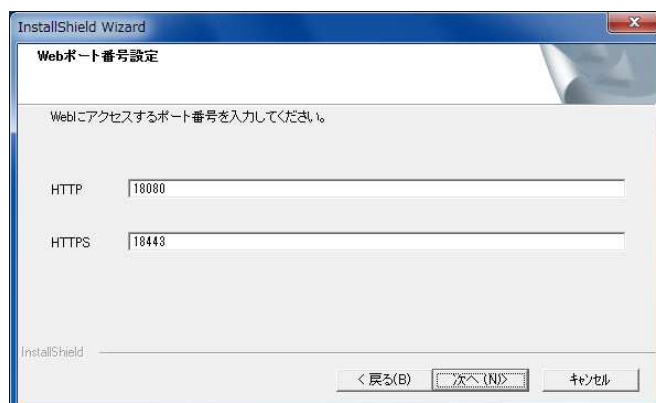 InstallShield Wizard
Webポート番号設定
Webにアクセスするポート番号を入力してください。
HTTP 18080
HTTPS 18443
InstallShield
< 戻る(B) 次へ(N)> キャンセル